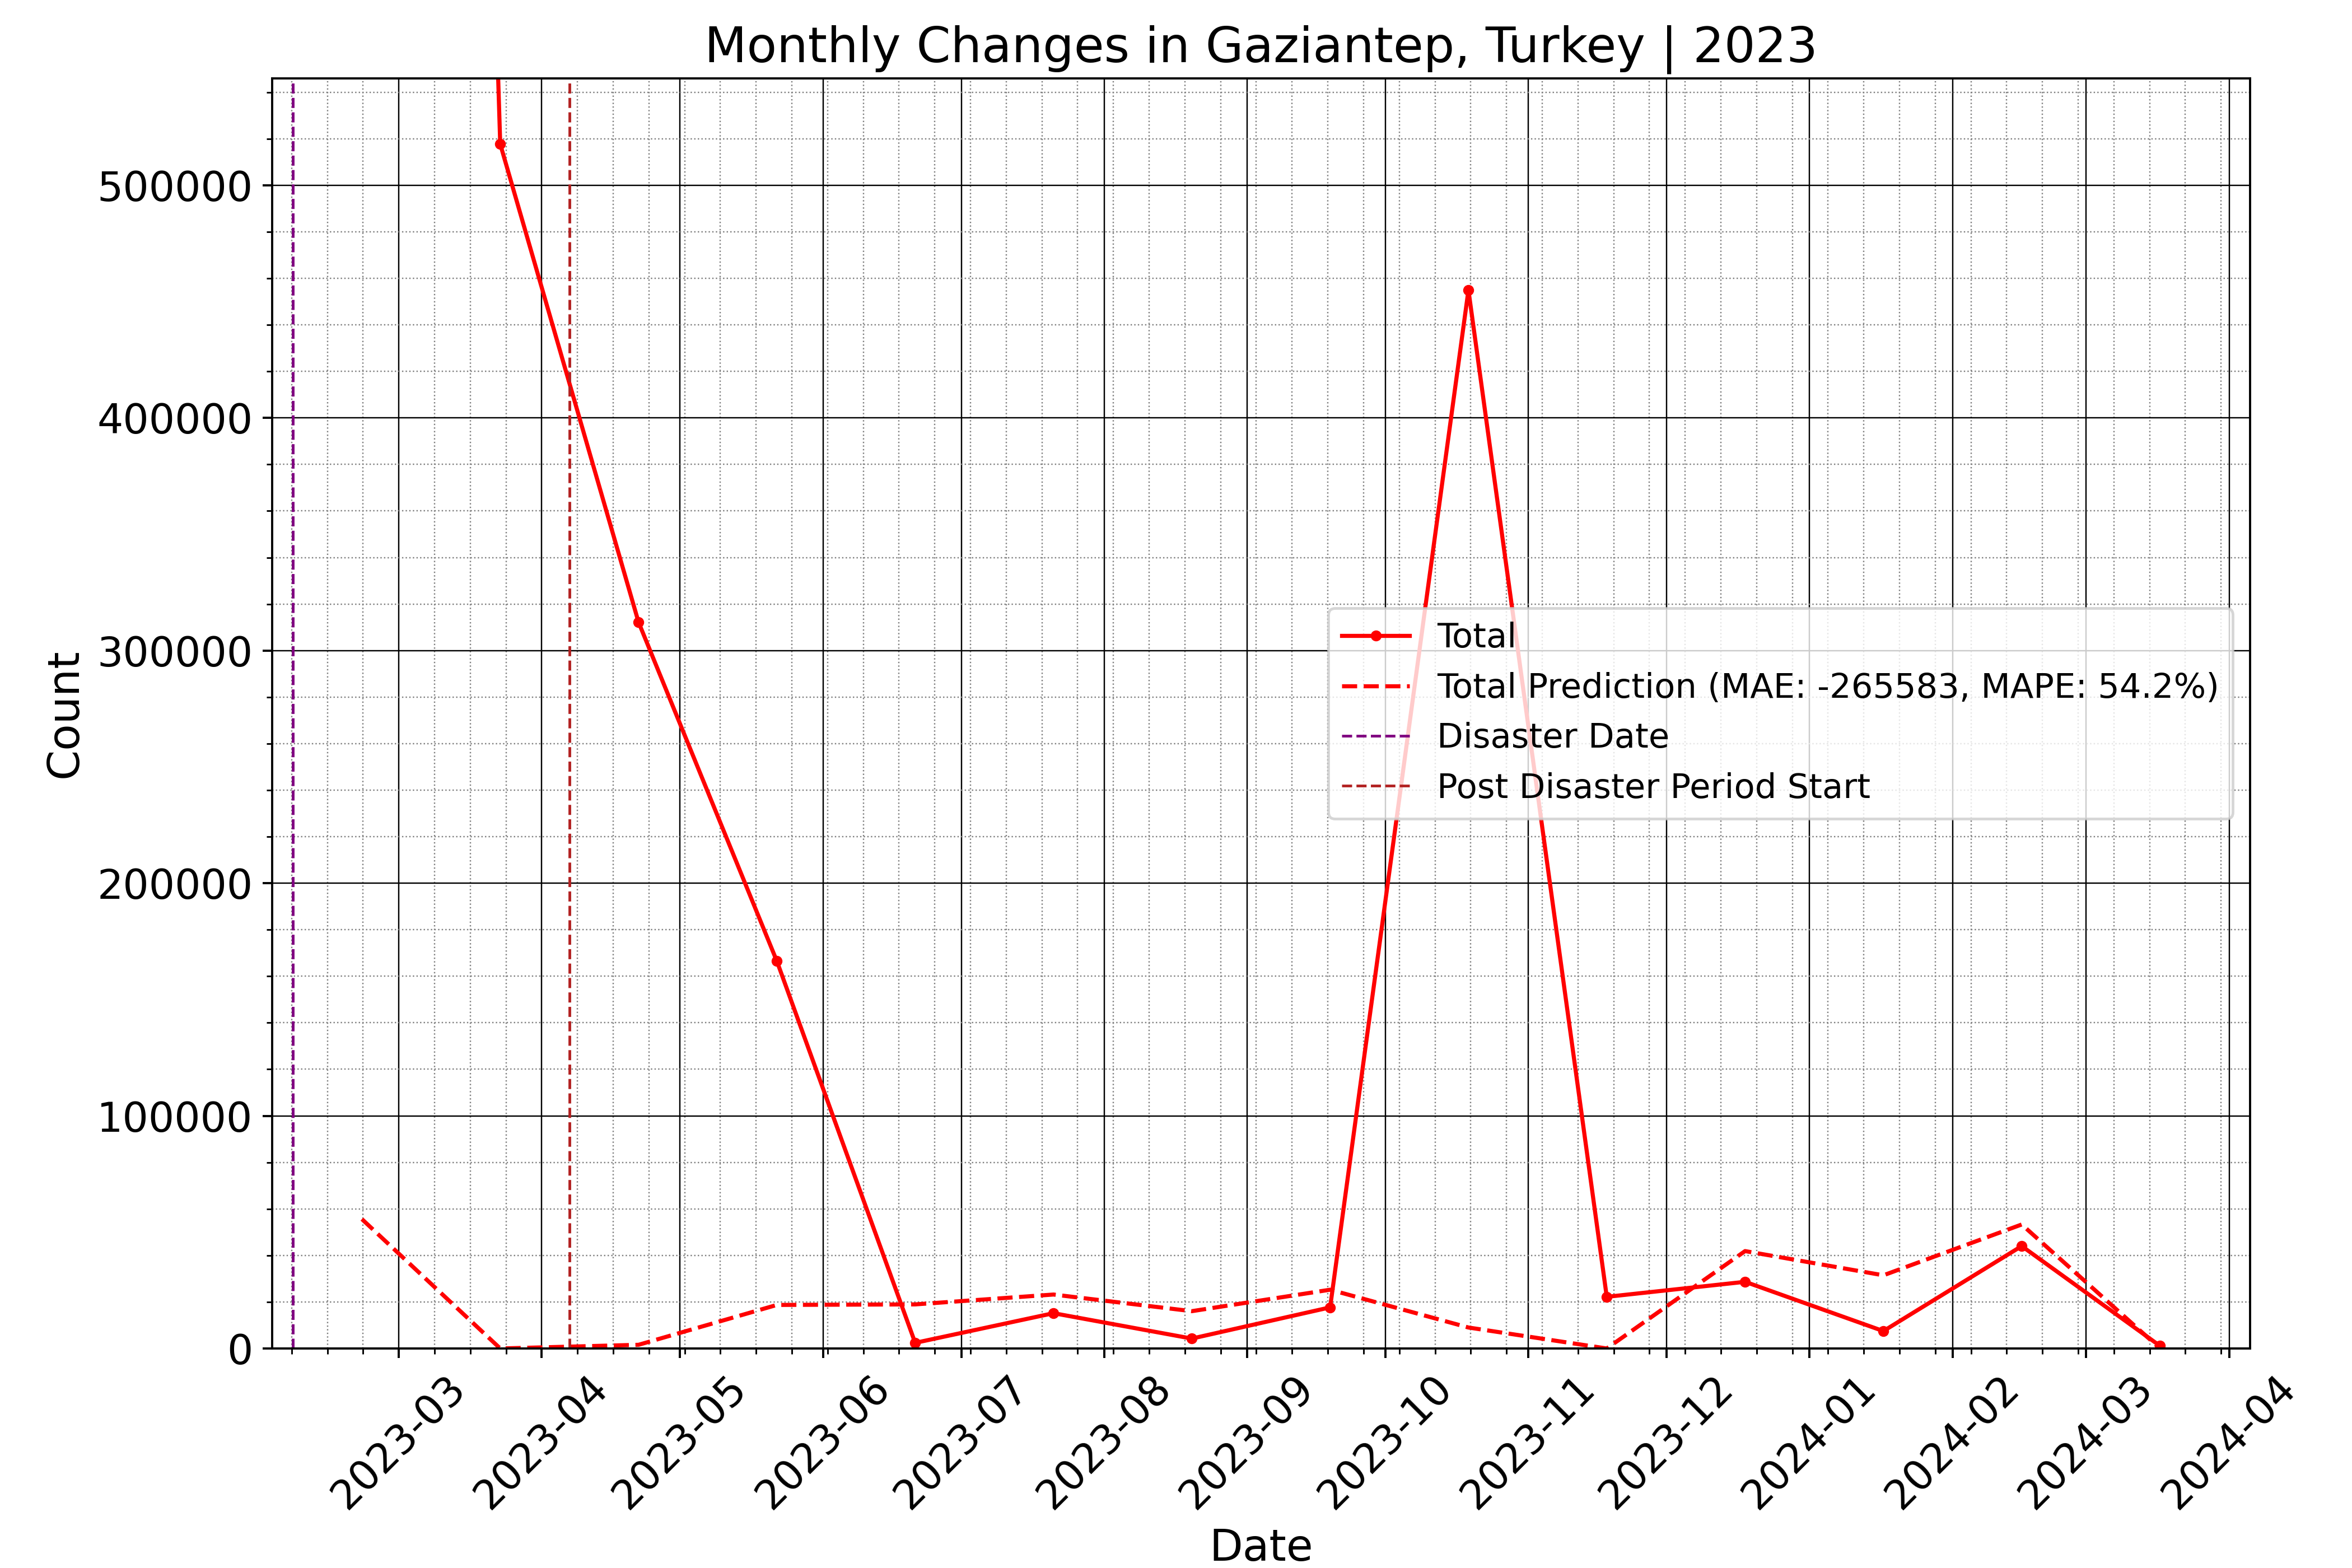 Monthly Changes in Gaziantep, Turkey | 2023
Count
500000
400000
300000
200000
100000
0
Total
Total Prediction (MAE: -265583, MAPE: 54.2%)
Disaster Date
Post Disaster Period Start
2023-03
2023-04
2023-05
2023-06
2023-07
2023-08
2023-09
2023-10
2023-11
2023-12
2024-01
2024-02
2024-03
2024-04
Date